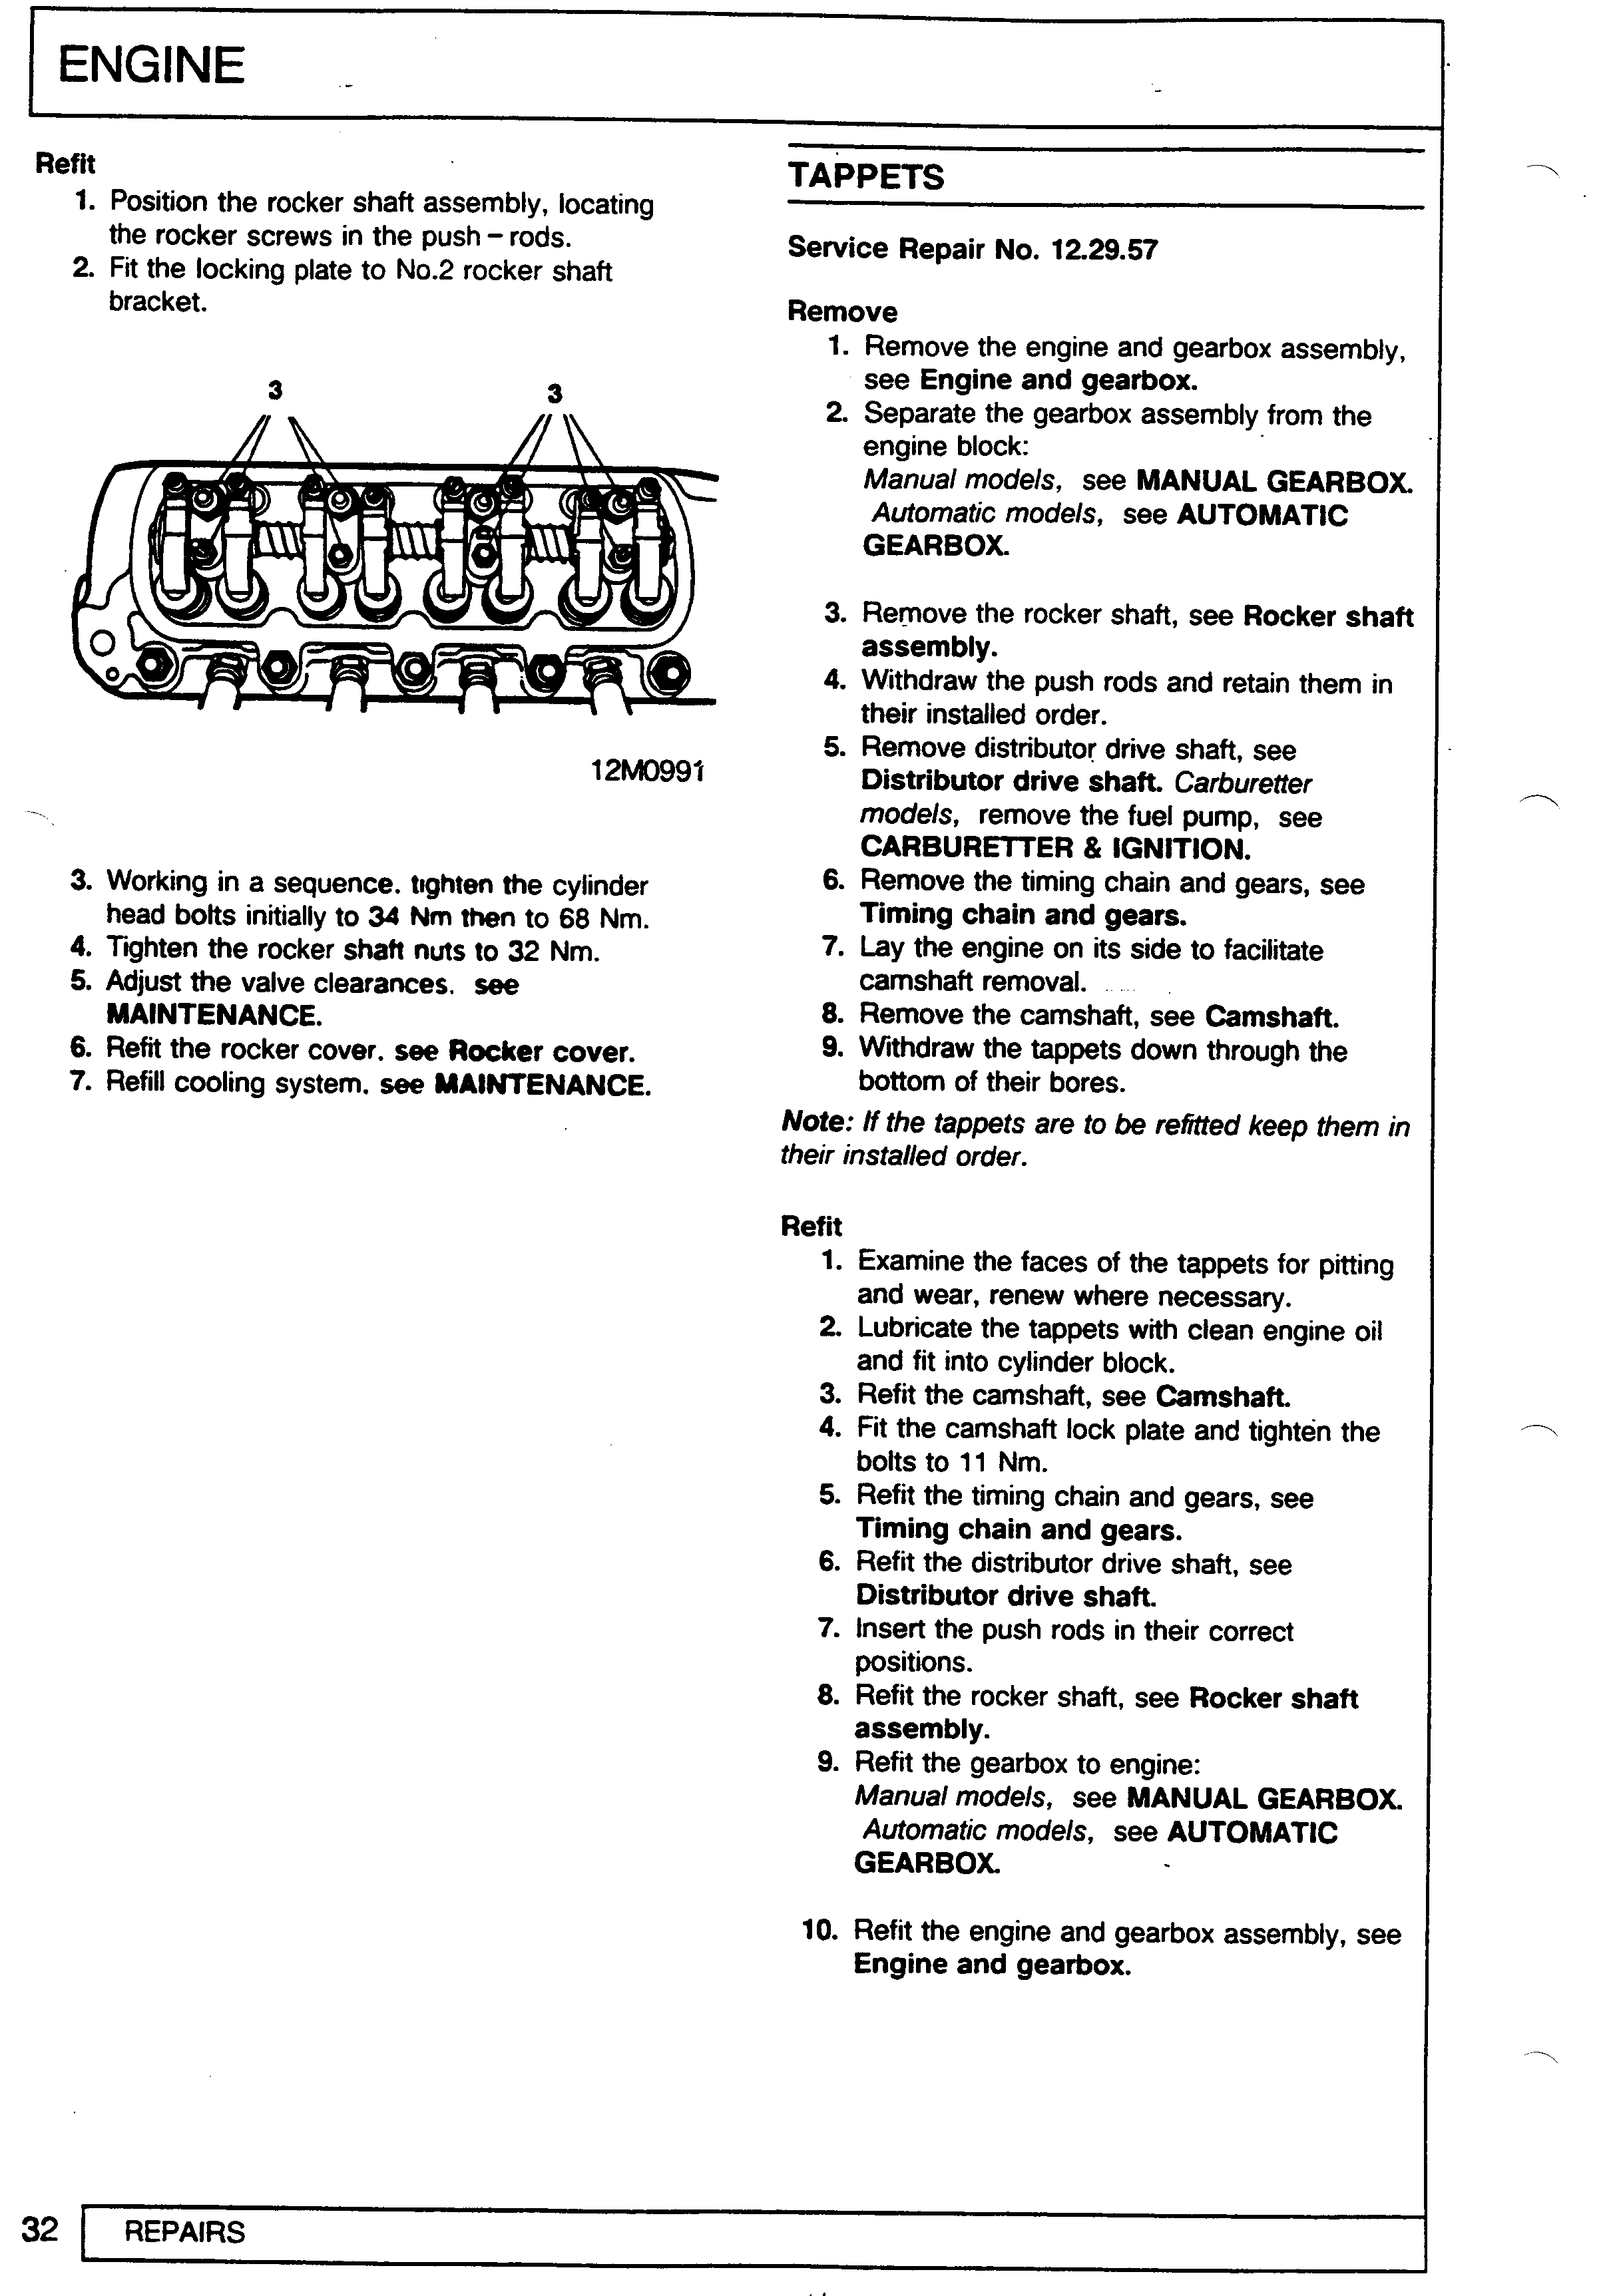 ENGINE
Refit
1. Position the rocker shaft assembly, locating
the rocker screws in the push – rods.
2. Fit the locking plate to No.2 rocker shaft
bracket.
3 3
12M0991
3. Working in a sequence. tighten the cylinder
head bolts initially to 34 Nm then to 68 Nm.
4. Tighten the rocker shaft nuts to 32 Nm.
5. Adjust the valve clearances. see
MAINTENANCE.
6. Refit the rocker cover. see Rocker cover.
7. Refill cooling system. see MAINTENANCE.
TAPPETS
Service Repair No. 12.29.57
Remove
1. Remove the engine and gearbox assembly,
see Engine and gearbox.
2. Separate the gearbox assembly from the
engine block:
Manual models, see MANUAL GEARBOX.
Automatic models, see AUTOMATIC
GEARBOX.
3. Remove the rocker shaft, see Rocker shaft
assembly.
4. Withdraw the push rods and retain them in
their installed order.
5. Remove distributor drive shaft, see
Distributor drive shaft. Carburetter
models, remove the fuel pump, see
CARBURETTER & IGNITION.
6. Remove the timing chain and gears, see
Timing chain and gears.
7. Lay the engine on its side to facilitate
camshaft removal.
8. Remove the camshaft, see Camshaft.
9. Withdraw the tappets down through the
bottom of their bores.
Note: If the tappets are to be refitted keep them in
their installed order.
Refit
1. Examine the faces of the tappets for pitting
and wear, renew where necessary.
2. Lubricate the tappets with clean engine oil
and fit into cylinder block.
3. Refit the camshaft, see Camshaft.
4. Fit the camshaft lock plate and tighten the
bolts to 11 Nm.
5. Refit the timing chain and gears, see
Timing chain and gears.
6. Refit the distributor drive shaft, see
Distributor drive shaft.
7. Insert the push rods in their correct
positions.
8. Refit the rocker shaft, see Rocker shaft
assembly.
9. Refit the gearbox to engine:
Manual models, see MANUAL GEARBOX.
Automatic models, see AUTOMATIC
GEARBOX.
10. Refit the engine and gearbox assembly, see
Engine and gearbox.
32 REPAIRS